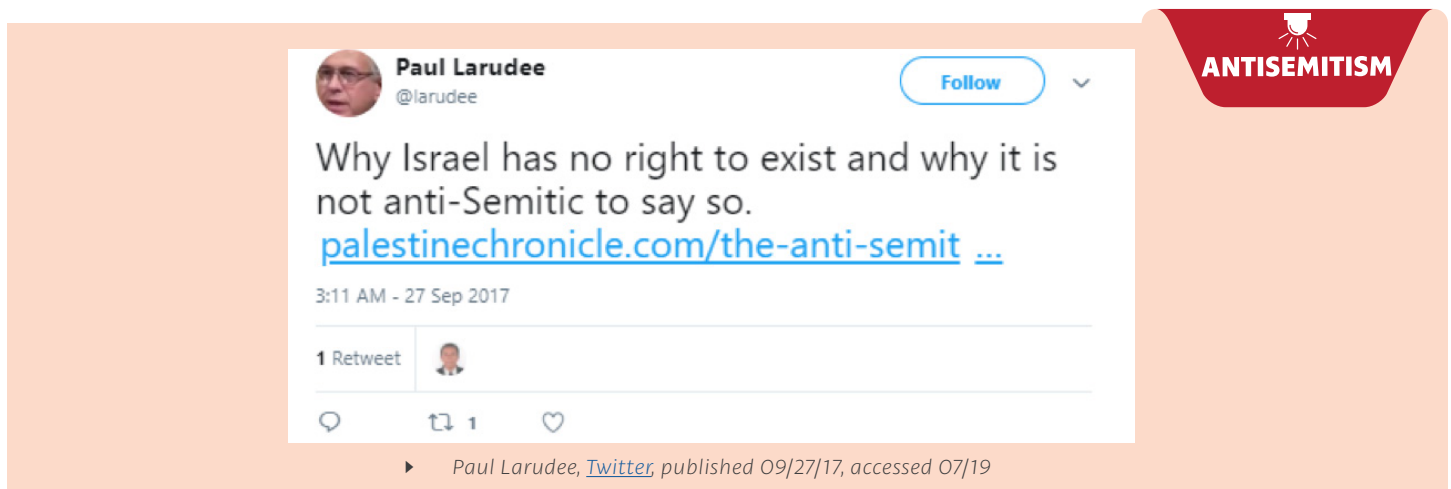 ANTISEMITISM
Paul Larudee
@larudee
Follow
Why Israel has no right to exist and why it is
not anti-Semitic to say so.
palestinechronicle.com/the-anti-semit ...
3:11 AM - 27 Sep 2017
1 Retweet
1
Paul Larudee, Twitter, published 09/27/17, accessed 07/19